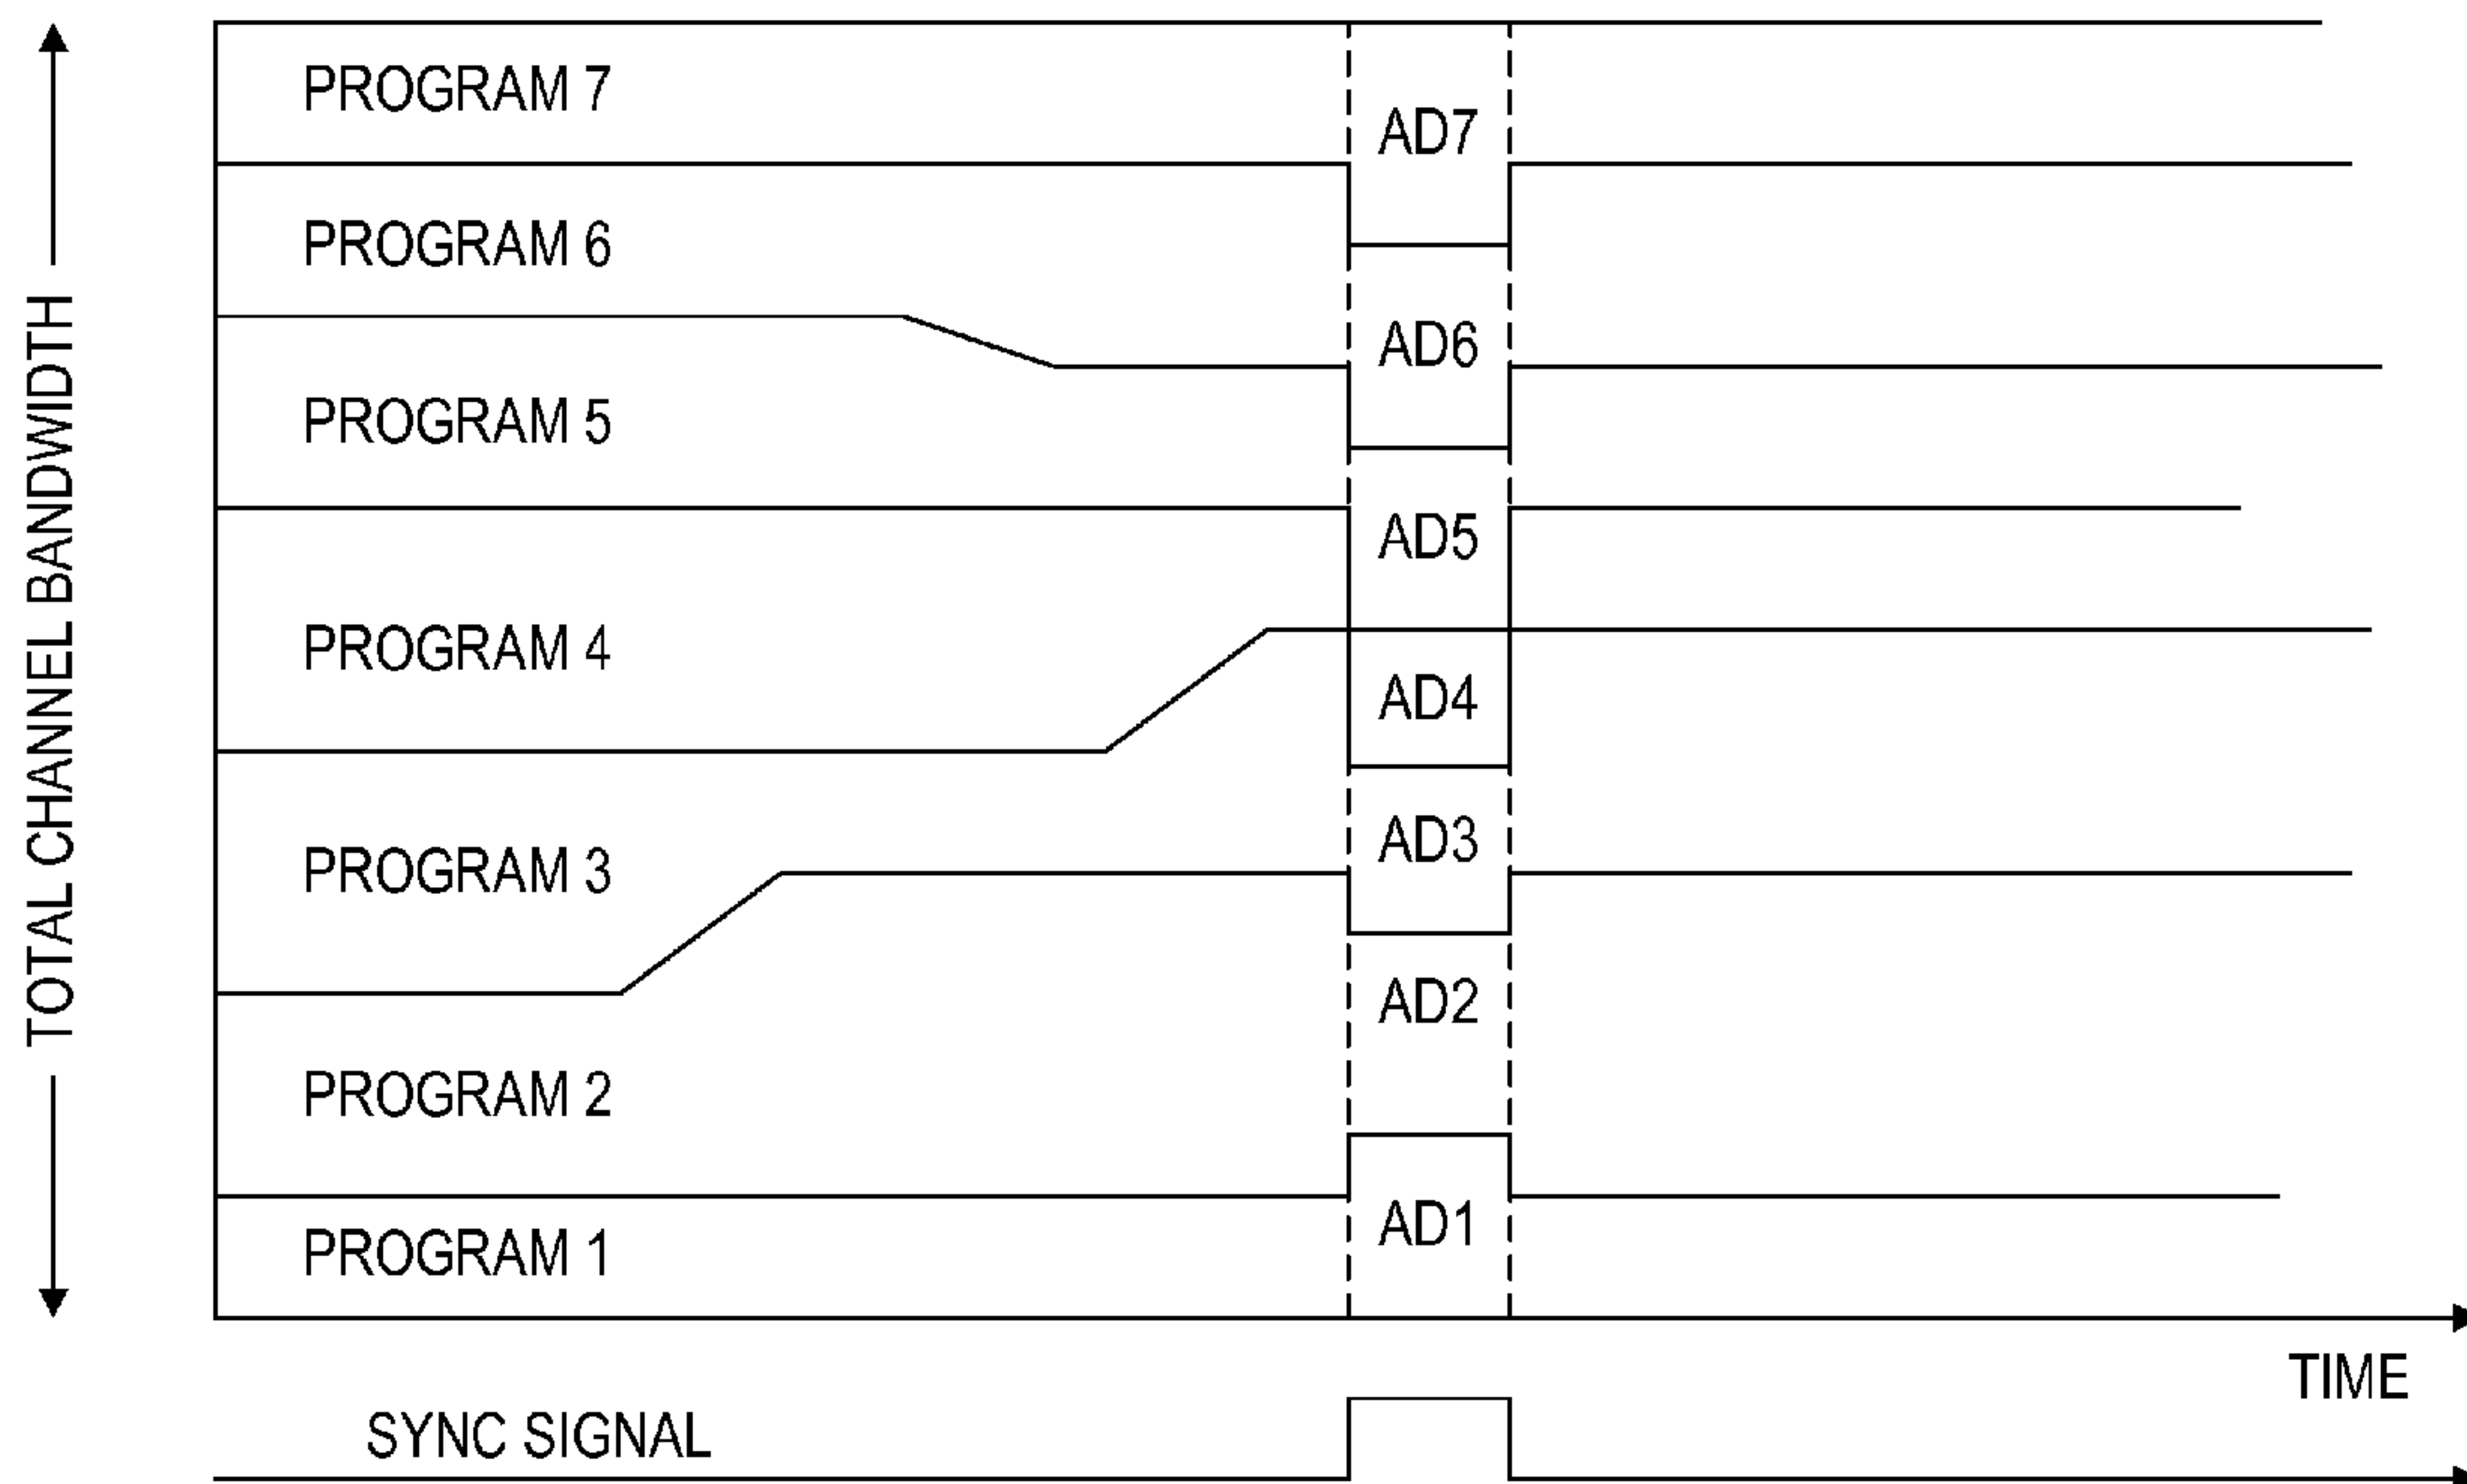 TOTAL CHANNEL BANDWIDTH
PROGRAM 7
AD7
PROGRAM 6
AD6
PROGRAM 5
AD5
PROGRAM 4
AD4
PROGRAM 3
AD3
AD2
PROGRAM 2
AD1
PROGRAM 1
TIME
SYNC SIGNAL